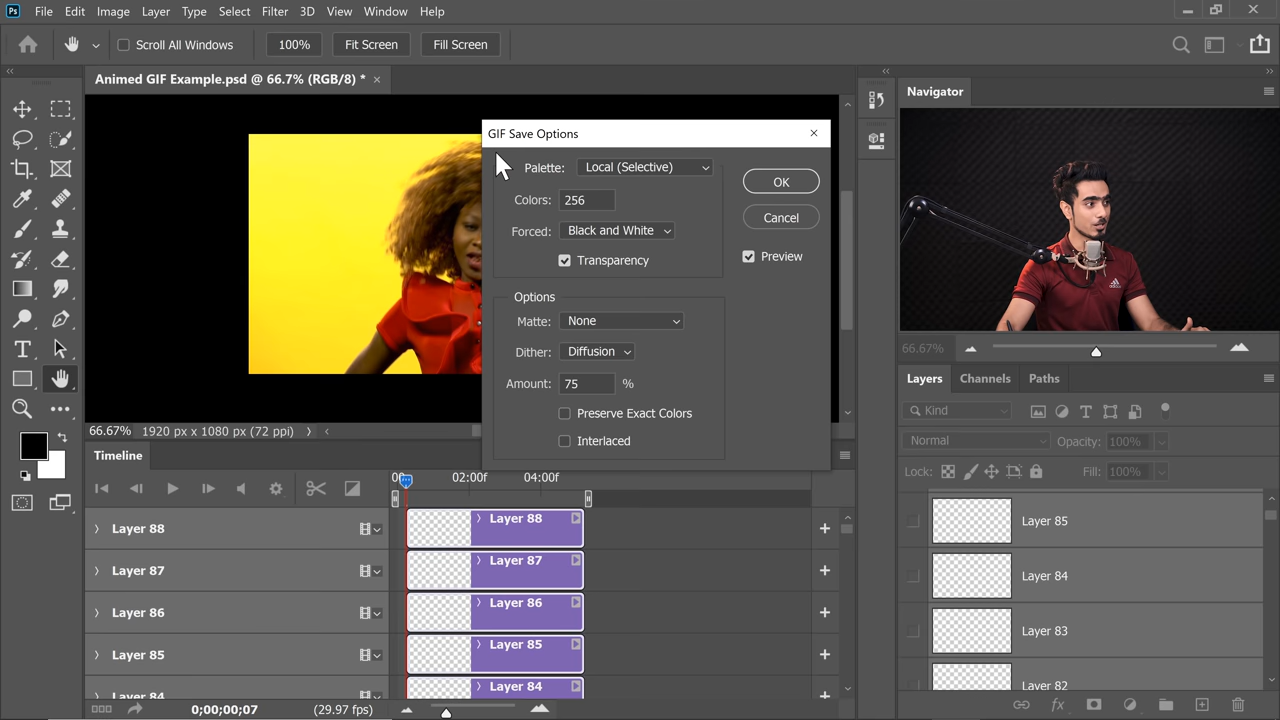 Ps File Edit Image Layer Type Select Filter 3D View Window Help
Scroll All Windows 100% Fit Screen Fill Screen
Animed GIF Example.psd @ 66.7% (RGB/8) *
Navigator
GIF Save Options
Palette: Local (Selective)
OK
Colors: 256
Cancel
Forced: Black and White
Preview
Transparency
Options
Matte: None
Dither: Diffusion
Amount: 75 %
Preserve Exact Colors
Interlaced
66.67%
Layers Channels Paths
Kind
Normal Opacity: 100%
Lock: Fill: 100%
66.67% 1920 px x 1080 px (72 ppi)
Timeline
00 02:00f 04:00f
Layer 88 Layer 88
Layer 87 Layer 87
Layer 86 Layer 86
Layer 85 Layer 85
Layer 84 Layer 84
0;00;00;07 (29.97 fps)
Layer 85
Layer 84
Layer 83
Layer 82
fx